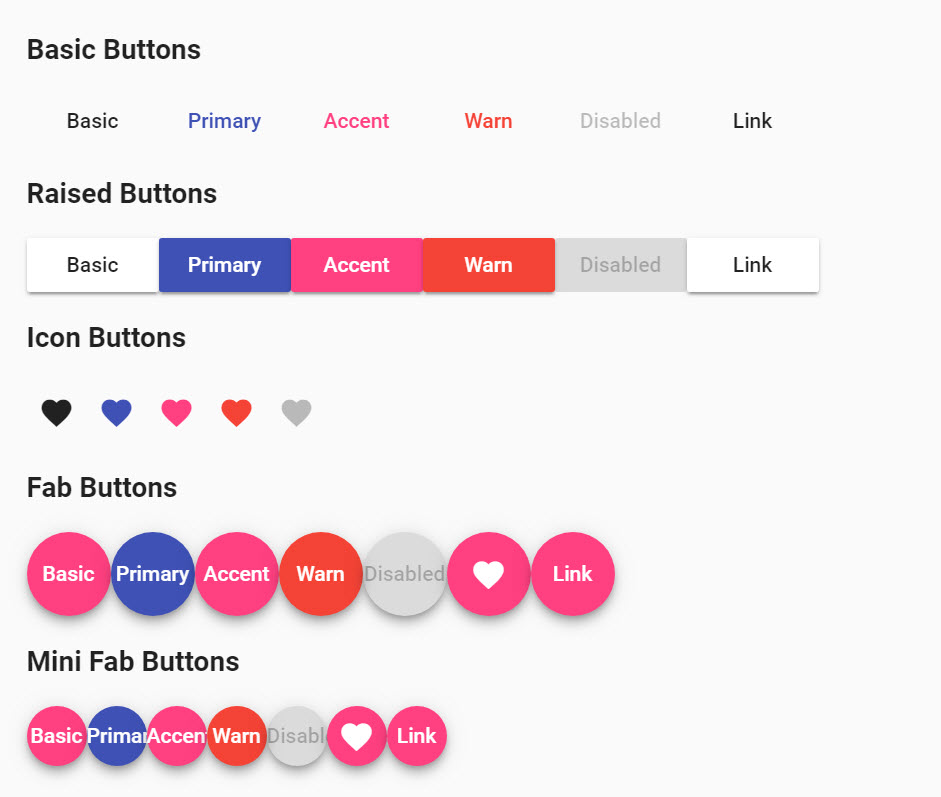 Basic Buttons
Basic Primary Accent Warn Disabled Link
Raised Buttons
Basic Primary Accent Warn Disabled Link
Icon Buttons
Fab Buttons
Basic Primary Accent Warn Disabled Link
Mini Fab Buttons
Basic Primar Accent Warn Disabl Link